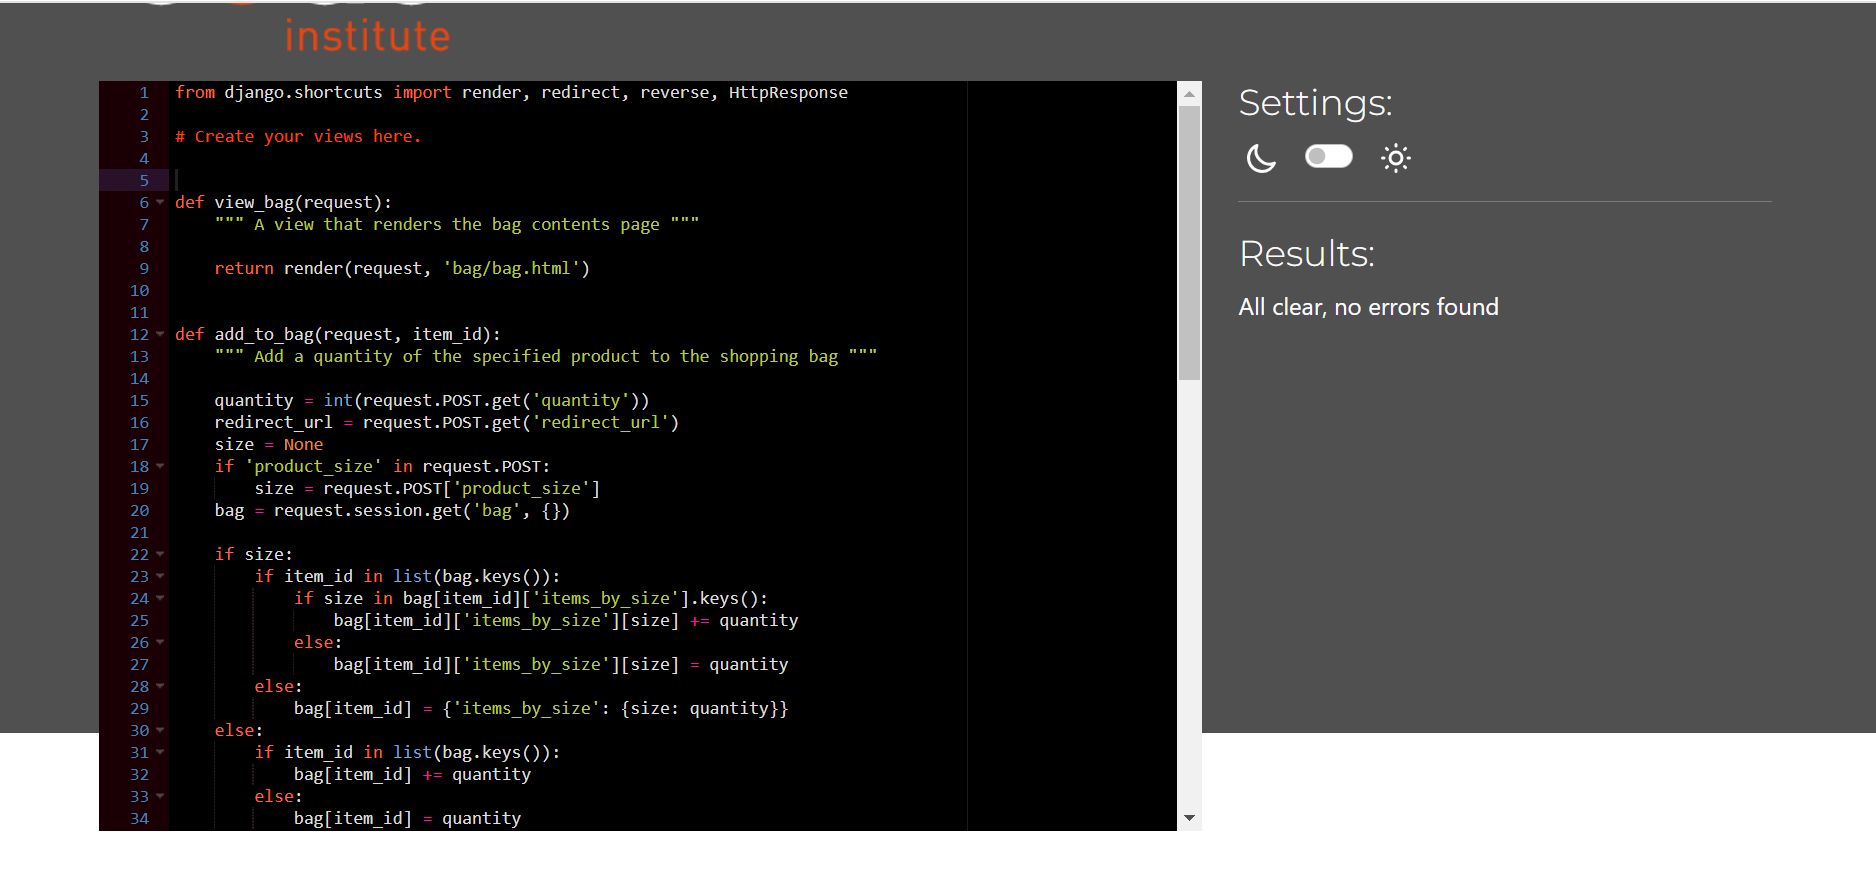 institute
1 from django.shortcuts import render, redirect, reverse, HttpResponse
2
3 # Create your views here.
4
5
6 def view_bag(request):
7     """ A view that renders the bag contents page """
8
9     return render(request, 'bag/bag.html')
10
11
12 def add_to_bag(request, item_id):
13     """ Add a quantity of the specified product to the shopping bag """
14
15     quantity = int(request.POST.get('quantity'))
16     redirect_url = request.POST.get('redirect_url')
17     size = None
18     if 'product_size' in request.POST:
19         size = request.POST['product_size']
20     bag = request.session.get('bag', {})
21
22     if size:
23         if item_id in list(bag.keys()):
24             if size in bag[item_id]['items_by_size'].keys():
25                 bag[item_id]['items_by_size'][size] += quantity
26             else:
27                 bag[item_id]['items_by_size'][size] = quantity
28         else:
29             bag[item_id] = {'items_by_size': {size: quantity}}
30     else:
31         if item_id in list(bag.keys()):
32             bag[item_id] += quantity
33         else:
34             bag[item_id] = quantity
Settings:
Results:
All clear, no errors found